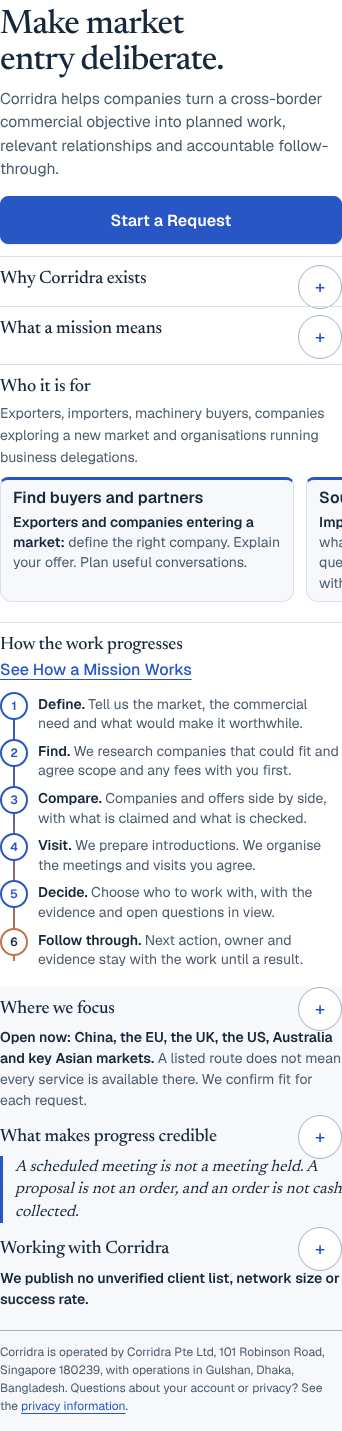 Make market
entry deliberate.
Corridra helps companies turn a cross-border
commercial objective into planned work,
relevant relationships and accountable follow-
through.
Start a Request
Why Corridra exists
+
What a mission means
+
Who it is for
Exporters, importers, machinery buyers, companies
exploring a new market and organisations running
business delegations.
Find buyers and partners
Exporters and companies entering a
market: define the right company. Explain
your offer. Plan useful conversations.
How the work progresses
See How a Mission Works
1 Define. Tell us the market, the commercial
need and what would make it worthwhile.
2 Find. We research companies that could fit and
agree scope and any fees with you first.
3 Compare. Companies and offers side by side,
with what is claimed and what is checked.
4 Visit. We prepare introductions. We organise
the meetings and visits you agree.
5 Decide. Choose who to work with, with the
evidence and open questions in view.
6 Follow through. Next action, owner and
evidence stay with the work until a result.
Where we focus
+
Open now: China, the EU, the UK, the US, Australia
and key Asian markets. A listed route does not mean
every service is available there. We confirm fit for
each request.
What makes progress credible
+
A scheduled meeting is not a meeting held. A
proposal is not an order, and an order is not cash
collected.
Working with Corridra
+
We publish no unverified client list, network size or
success rate.
Corridra is operated by Corridra Pte Ltd, 101 Robinson Road,
Singapore 180239, with operations in Gulshan, Dhaka,
Bangladesh. Questions about your account or privacy? See
the privacy information.